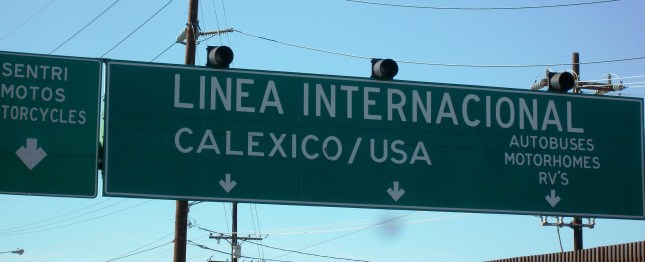 SENTRI
MOTOS
TORCYCLES
LINEA INTERNACIONAL
CALEXICO/USA
AUTOBUSES
MOTORHOMES
RV'S